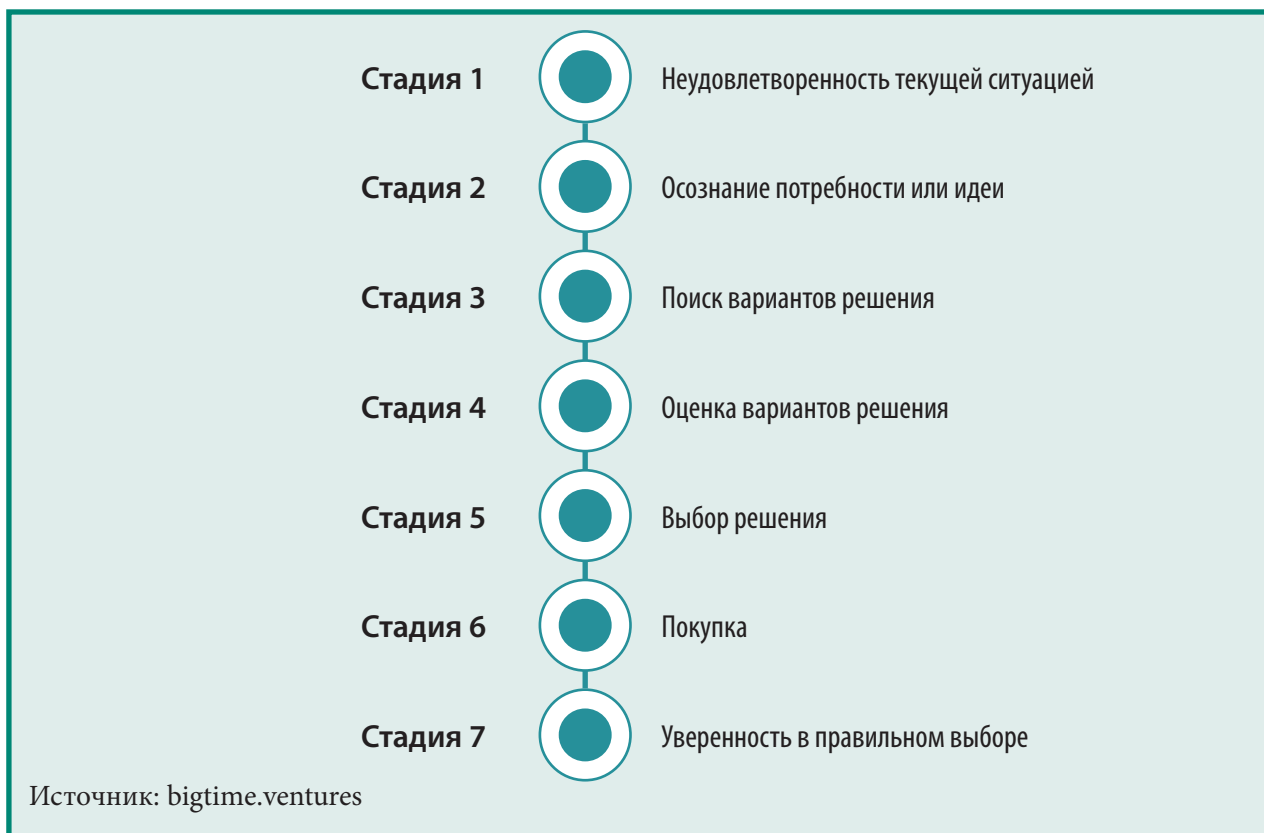 Стадия 1 Неудовлетворенность текущей ситуацией
Стадия 2 Осознание потребности или идеи
Стадия 3 Поиск вариантов решения
Стадия 4 Оценка вариантов решения
Стадия 5 Выбор решения
Стадия 6 Покупка
Стадия 7 Уверенность в правильном выборе
Источник: bigtime.ventures